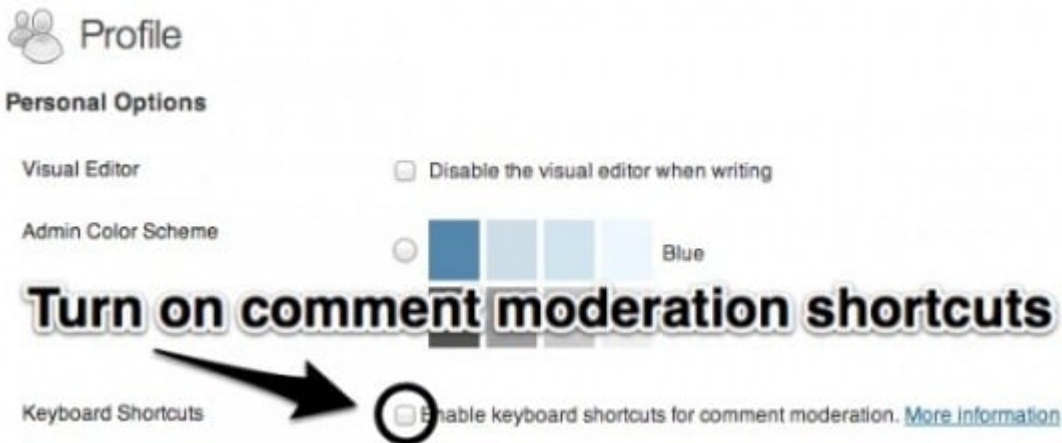 Profile
Personal Options
Visual Editor Disable the visual editor when writing
Admin Color Scheme
Blue
Turn on comment moderation shortcuts
Keyboard Shortcuts Enable keyboard shortcuts for comment moderation. More information